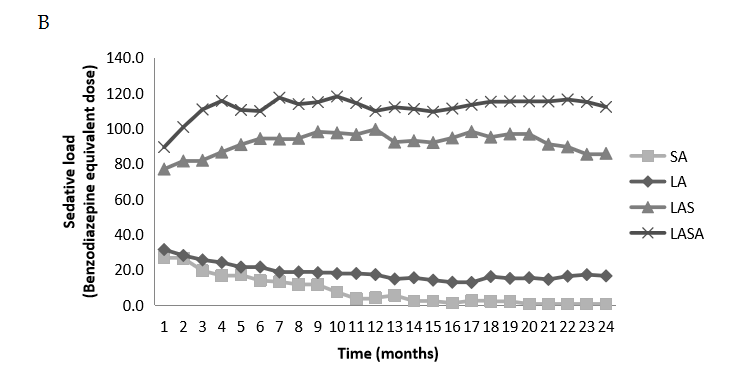 B
Sedative load
(Benzodiazepine equivalent dose)
140.0
120.0
100.0
80.0
60.0
40.0
20.0
0.0
1 2 3 4 5 6 7 8 9 10 11 12 13 14 15 16 17 18 19 20 21 22 23 24
Time (months)
SA
LA
LAS
LASA